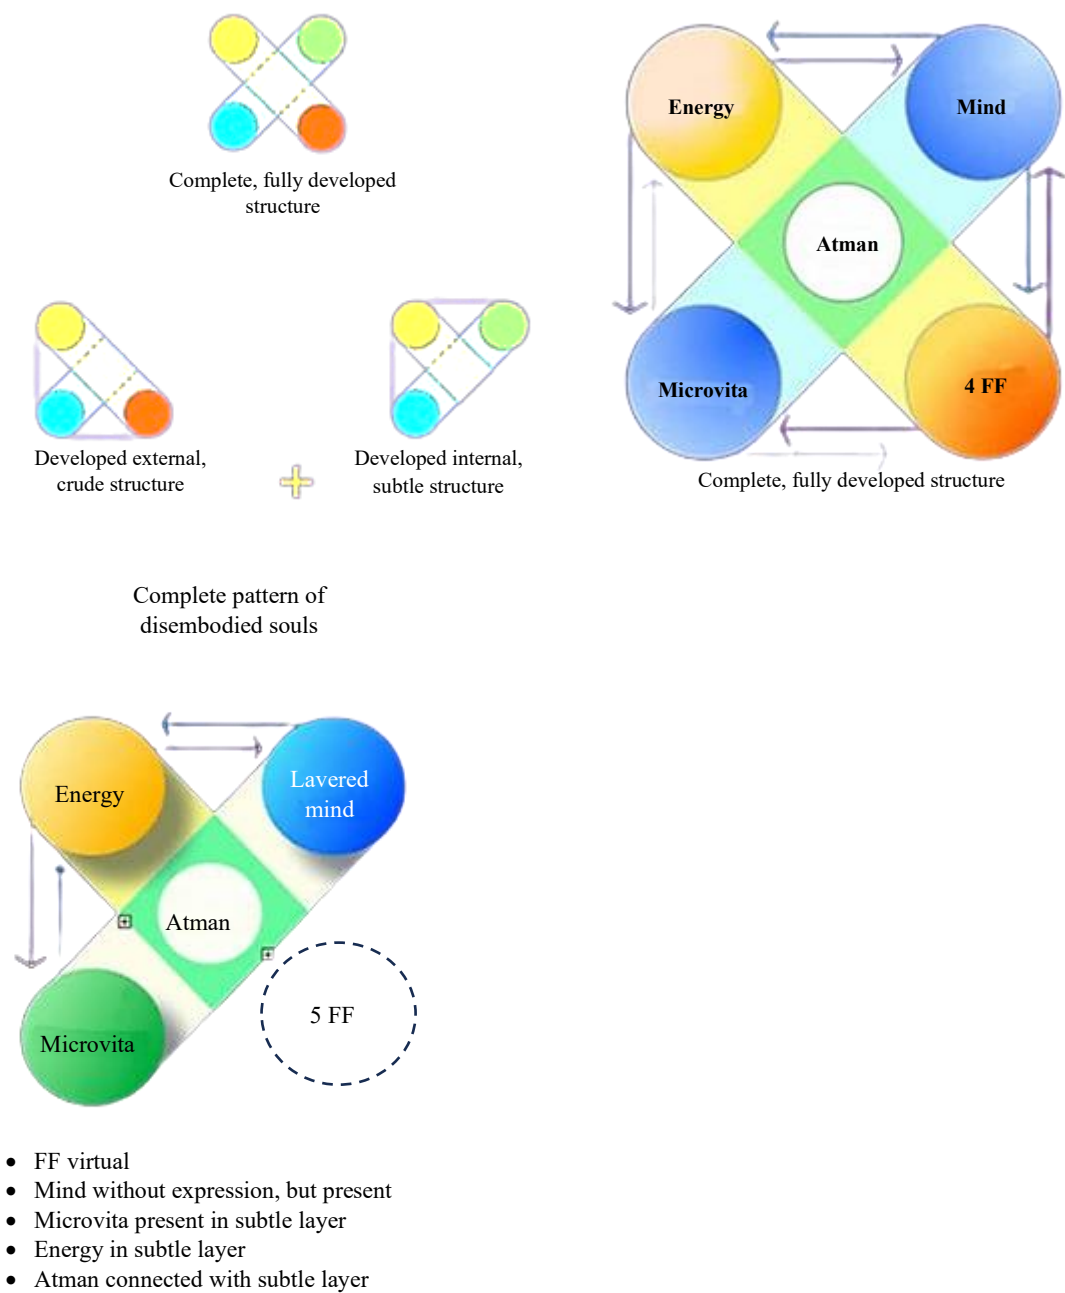 Complete, fully developed
structure
Energy
Mind
Atman
Microvita
4 FF
Complete, fully developed structure
Developed external,
crude structure
Developed internal,
subtle structure
Complete pattern of
disembodied souls
Energy
Lavered
mind
Atman
5 FF
Microvita
• FF virtual
• Mind without expression, but present
• Microvita present in subtle layer
• Energy in subtle layer
• Atman connected with subtle layer